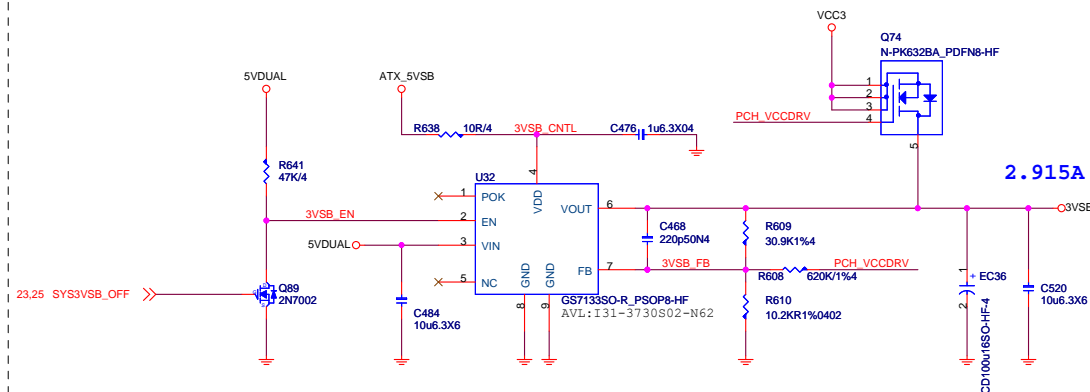 VCC3
Q74
N-PK632BA_PDFN8-HF
1
2
3
4
5
PCH_VCCDRV
2.915A
5VDUAL
ATX_5VSB
R638
10R/4
3VSB_CNTL
C476
1u6.3X04
R641
47K/4
U32
4
1
POK
VDD
VOUT
6
3VSB
3VSB_EN
2
EN
5VDUAL
3
VIN
5
NC
FB
7
GND
GND
8
9
GS7133SO-R_PSOP8-HF
AVL:I31-3730S02-N62
C468
220p50N4
3VSB_FB
R609
30.9K1%4
R608
620K/1%4
PCH_VCCDRV
R610
10.2KR1%0402
23,25 SYS3VSB_OFF
Q89
2N7002
C484
10u6.3X6
1
+
EC36
2
CD100u16SO-HF-4
C520
10u6.3X6